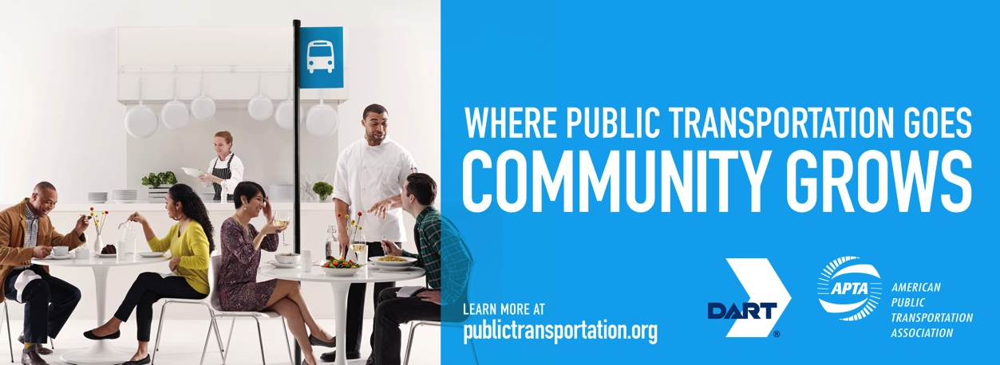 WHERE PUBLIC TRANSPORTATION GOES
COMMUNITY GROWS
LEARN MORE AT
publictransportation.org
DART®
APTA
AMERICAN
PUBLIC
TRANSPORTATION
ASSOCIATION